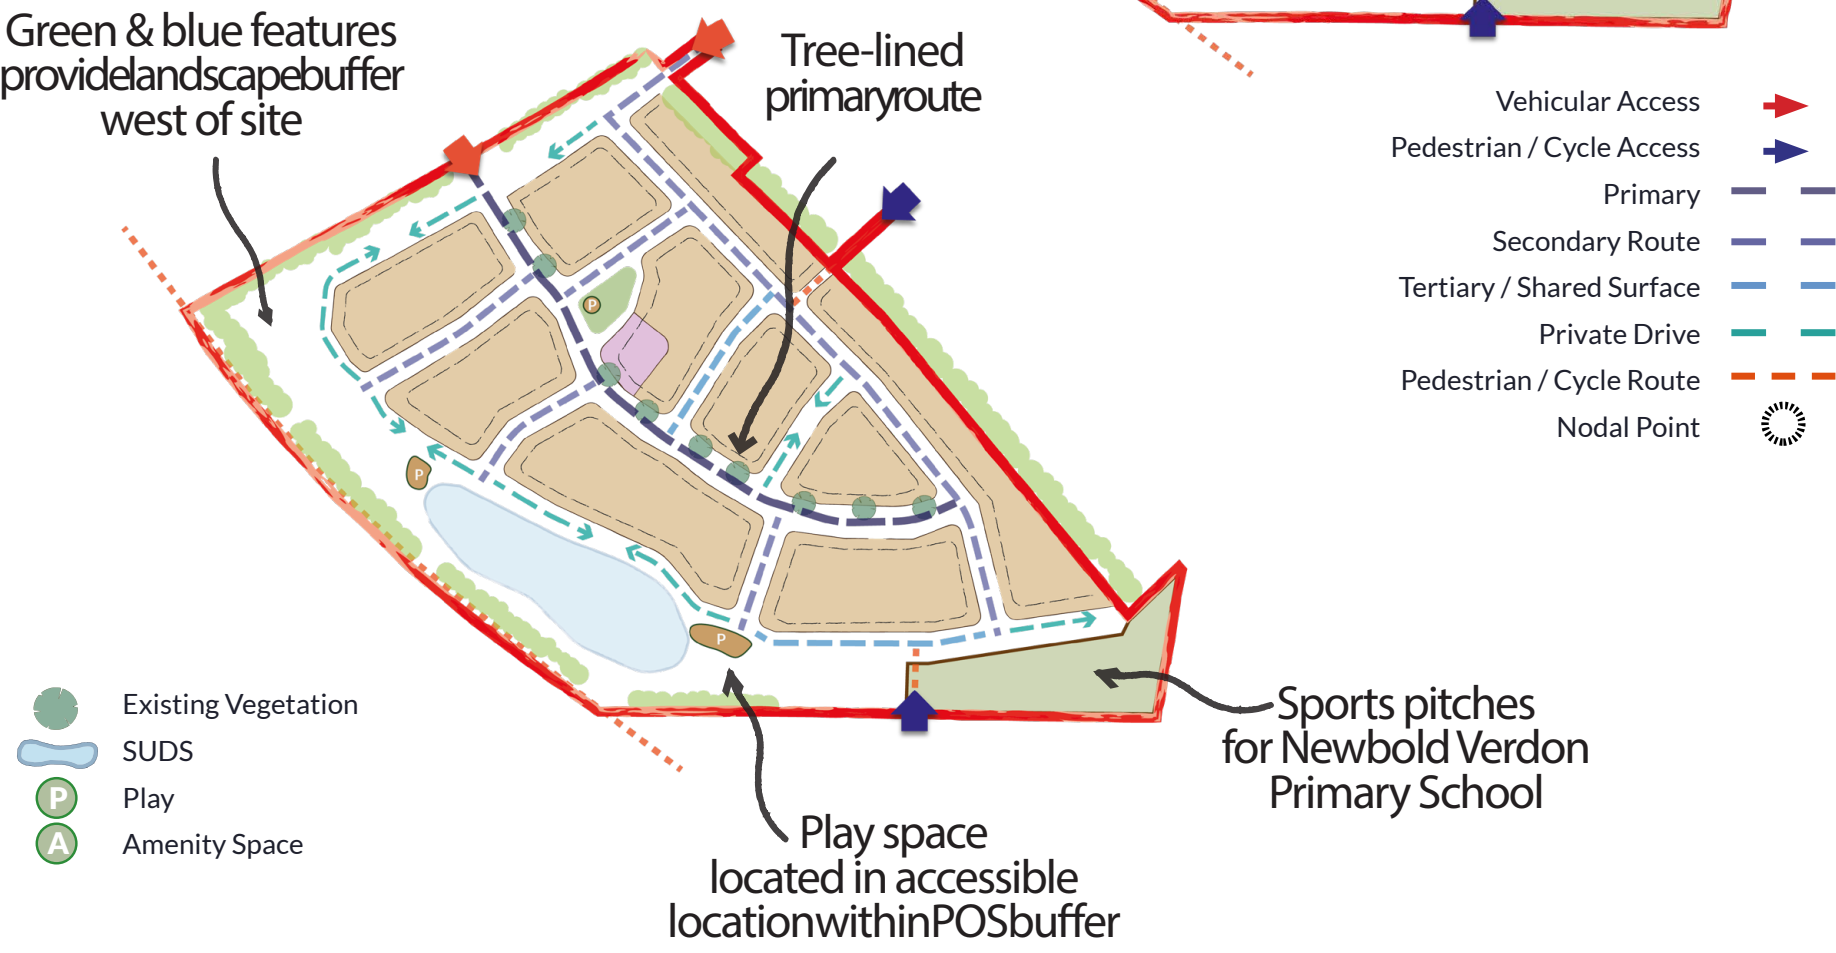 Green & blue features
providelandscapebuffer
west of site
Tree-lined
primaryroute
Vehicular Access
Pedestrian / Cycle Access
Primary
Secondary Route
Tertiary / Shared Surface
Private Drive
Pedestrian / Cycle Route
Nodal Point
P
P
P
Existing Vegetation
SUDS
P Play
A Amenity Space
Sports pitches
for Newbold Verdon
Primary School
Play space
located in accessible
locationwithinPOSbuffer